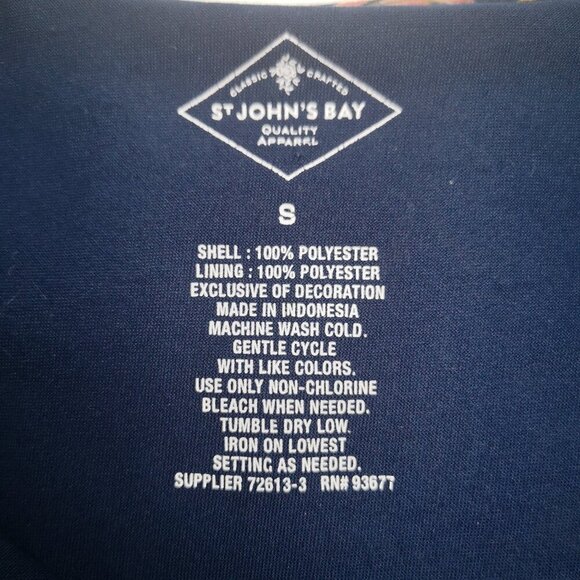 CLASSIC CRAFTED
ST JOHN'S BAY
QUALITY
APPAREL
S
SHELL : 100% POLYESTER
LINING : 100% POLYESTER
EXCLUSIVE OF DECORATION
MADE IN INDONESIA
MACHINE WASH COLD.
GENTLE CYCLE
WITH LIKE COLORS.
USE ONLY NON-CHLORINE
BLEACH WHEN NEEDED.
TUMBLE DRY LOW.
IRON ON LOWEST
SETTING AS NEEDED.
SUPPLIER 72613-3 RN# 93677